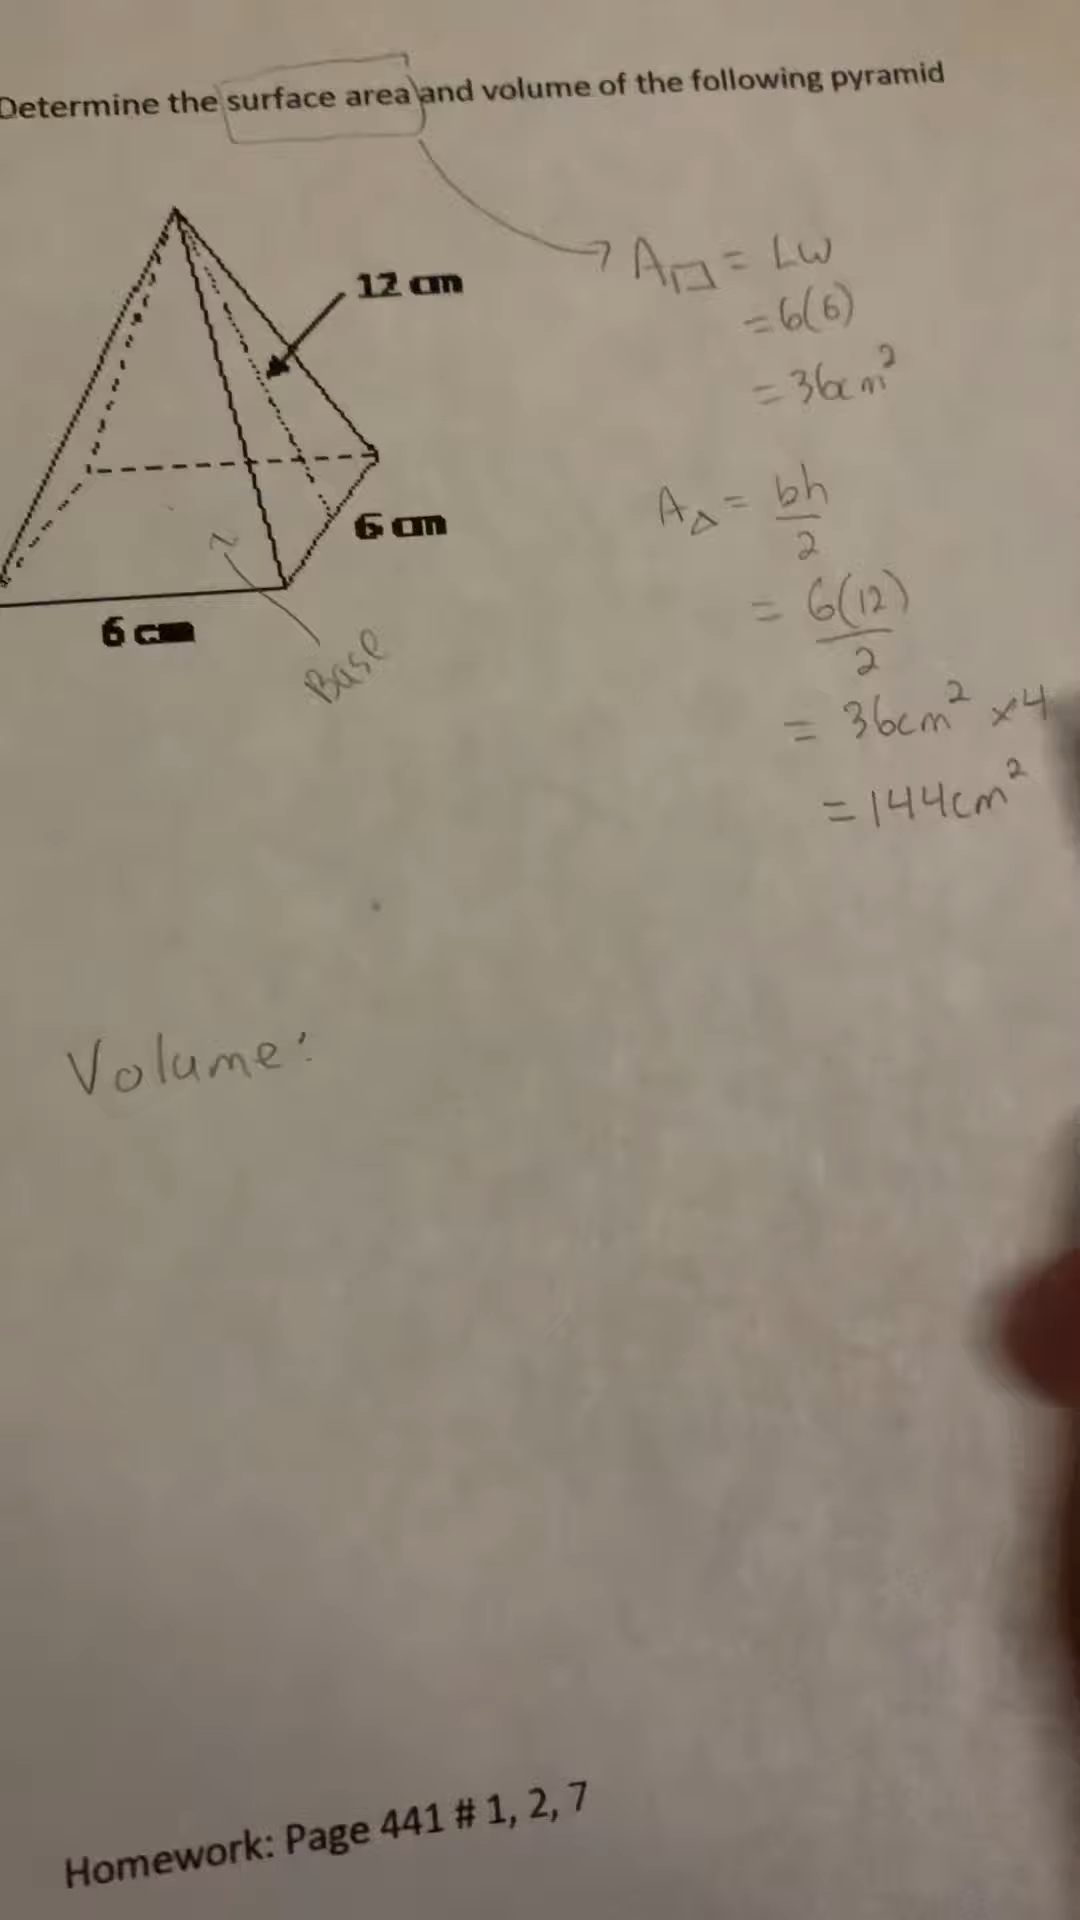 Determine the surface area and volume of the following pyramid
12 cm
6 cm
6 cm
Base
A□ = LW
= 6(6)
= 36cm²
A△ = bh
2
= 6(12)
2
= 36cm² ×4
= 144cm²
Volume:
Homework: Page 441 # 1, 2, 7